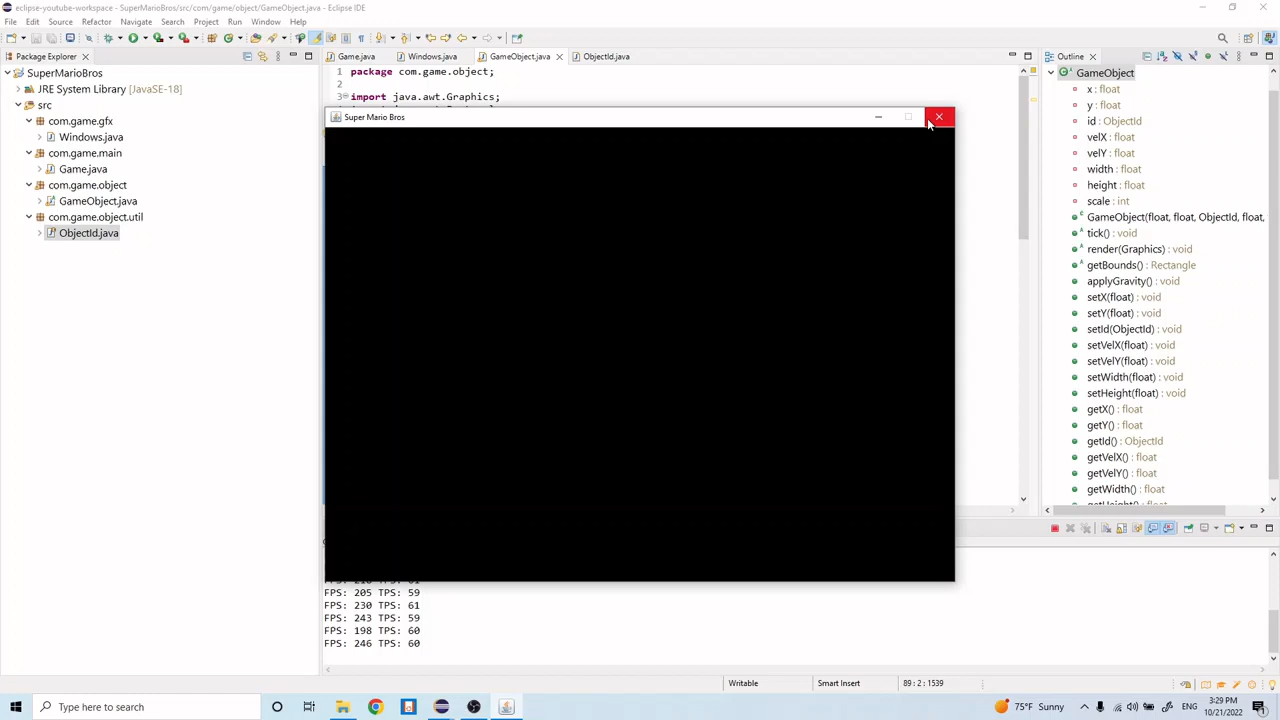 eclipse-youtube-workspace - SuperMarioBros/src/com/game/object/GameObject.java - Eclipse IDE
File Edit Source Refactor Navigate Search Project Run Window Help
Package Explorer
SuperMarioBros
JRE System Library [JavaSE-18]
src
com.game.gfx
Windows.java
com.game.main
Game.java
com.game.object
GameObject.java
com.game.object.util
ObjectId.java
Game.java Windows.java GameObject.java ObjectId.java
1 package com.game.object;
2
3 import java.awt.Graphics;
Super Mario Bros
FPS: 205 TPS: 59
FPS: 230 TPS: 61
FPS: 243 TPS: 59
FPS: 198 TPS: 60
FPS: 246 TPS: 60
Outline
GameObject
x : float
y : float
id : ObjectId
velX : float
velY : float
width : float
height : float
scale : int
GameObject(float, float, ObjectId, float,
tick() : void
render(Graphics) : void
getBounds() : Rectangle
applyGravity() : void
setX(float) : void
setY(float) : void
setId(ObjectId) : void
setVelX(float) : void
setVelY(float) : void
setWidth(float) : void
setHeight(float) : void
getX() : float
getY() : float
getId() : ObjectId
getVelX() : float
getVelY() : float
getWidth() : float
getHeight() : float
Writable Smart Insert 89 : 2 : 1539
Type here to search
75°F Sunny
ENG
3:29 PM
10/21/2022